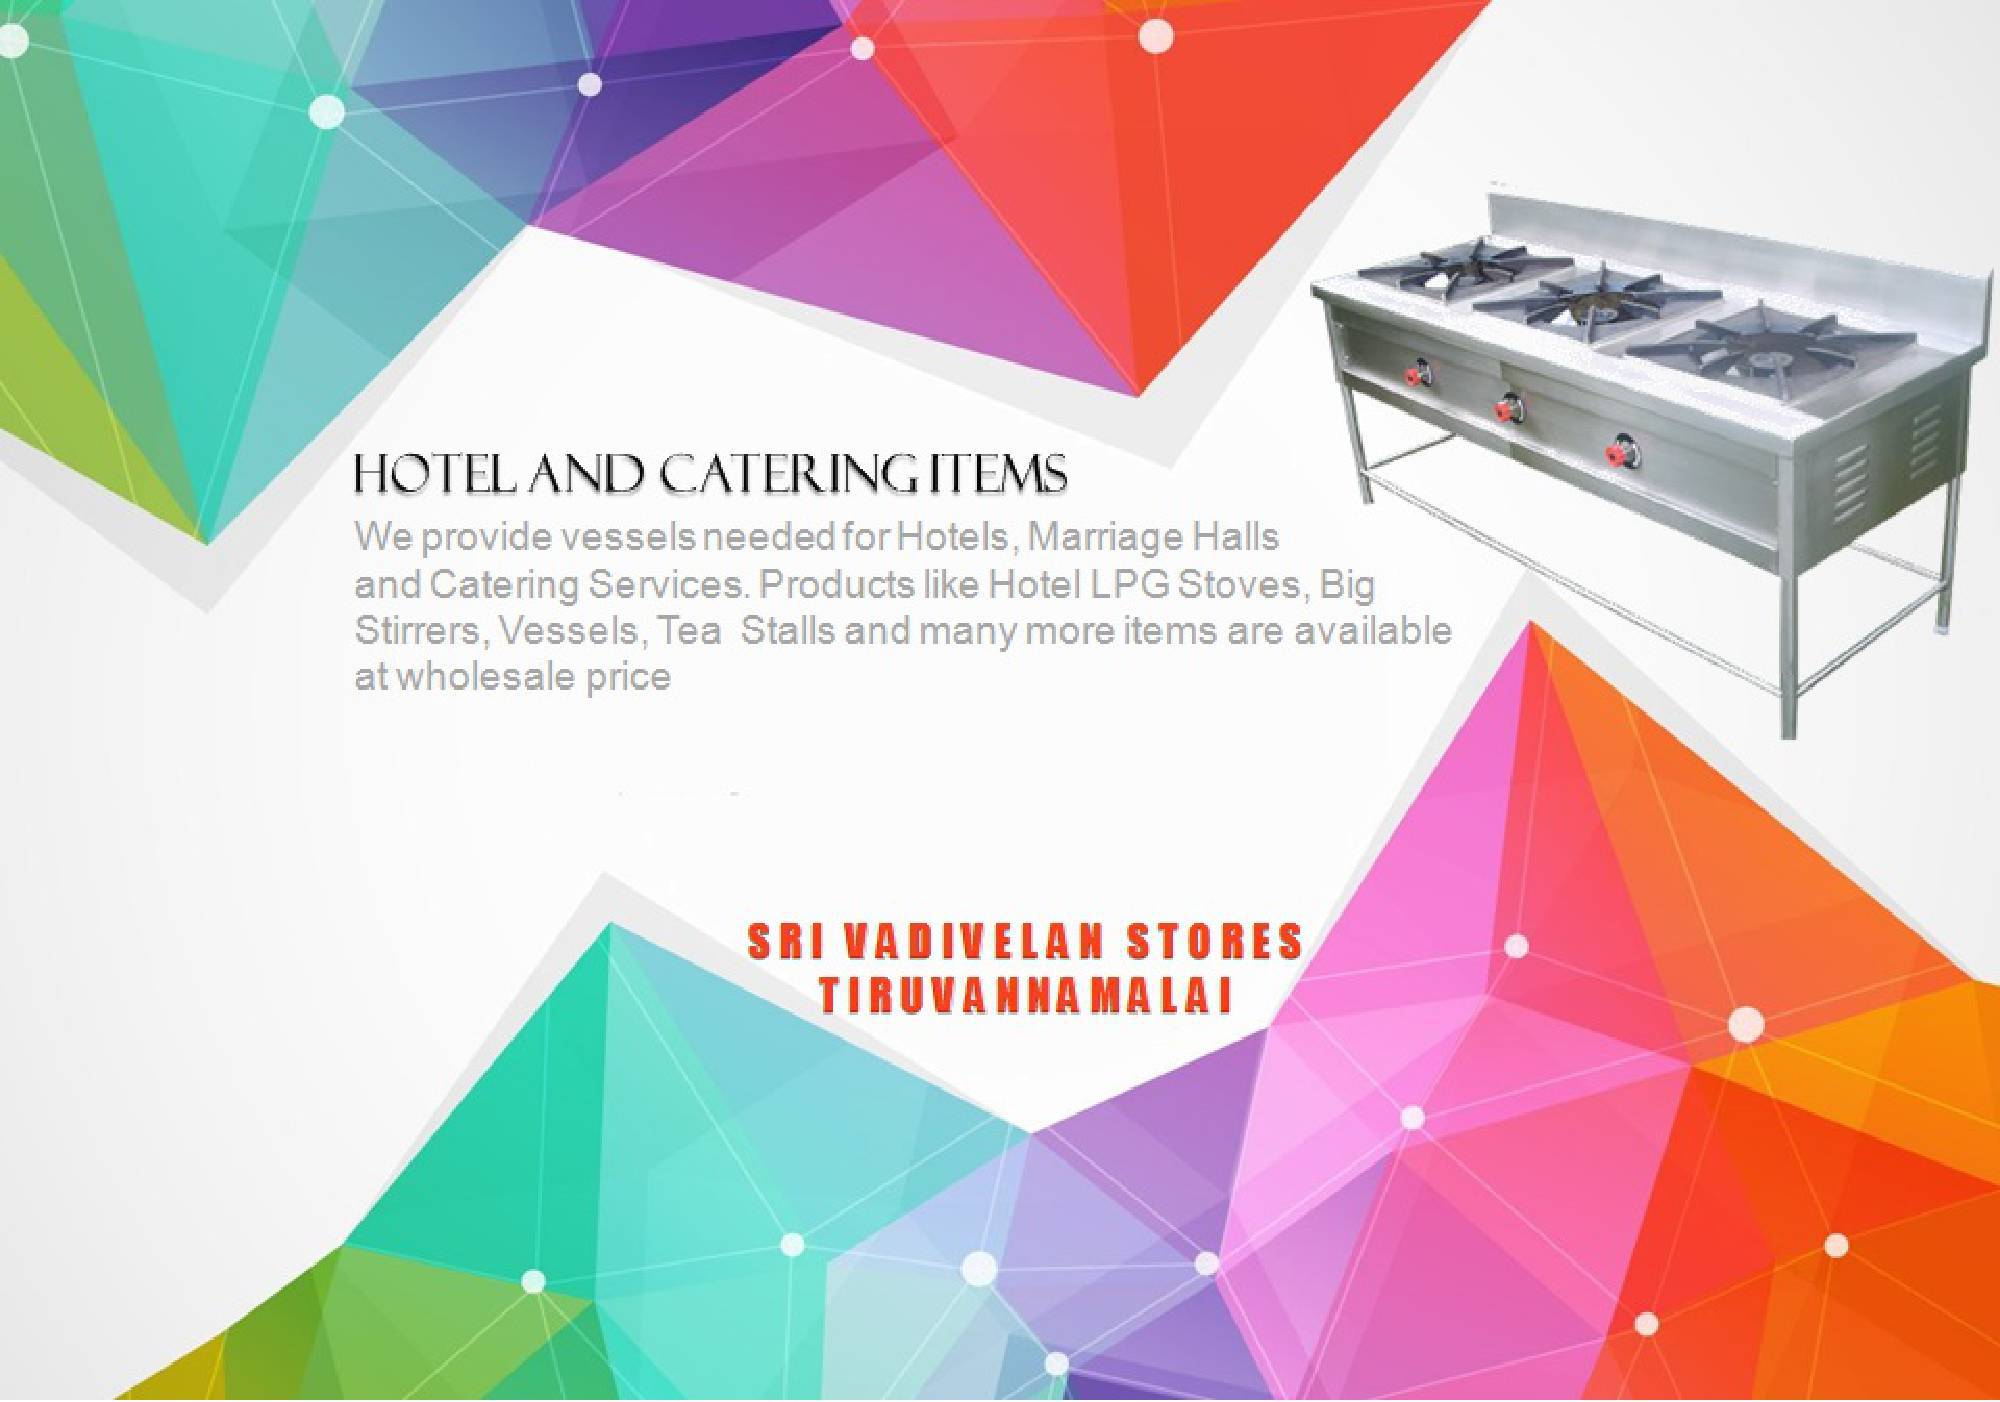 HOTEL AND CATERING ITEMS
We provide vessels needed for Hotels, Marriage Halls
and Catering Services. Products like Hotel LPG Stoves, Big
Stirrers, Vessels, Tea Stalls and many more items are available
at wholesale price
SRI VADIVELAN STORES
TIRUVANNAMALAI